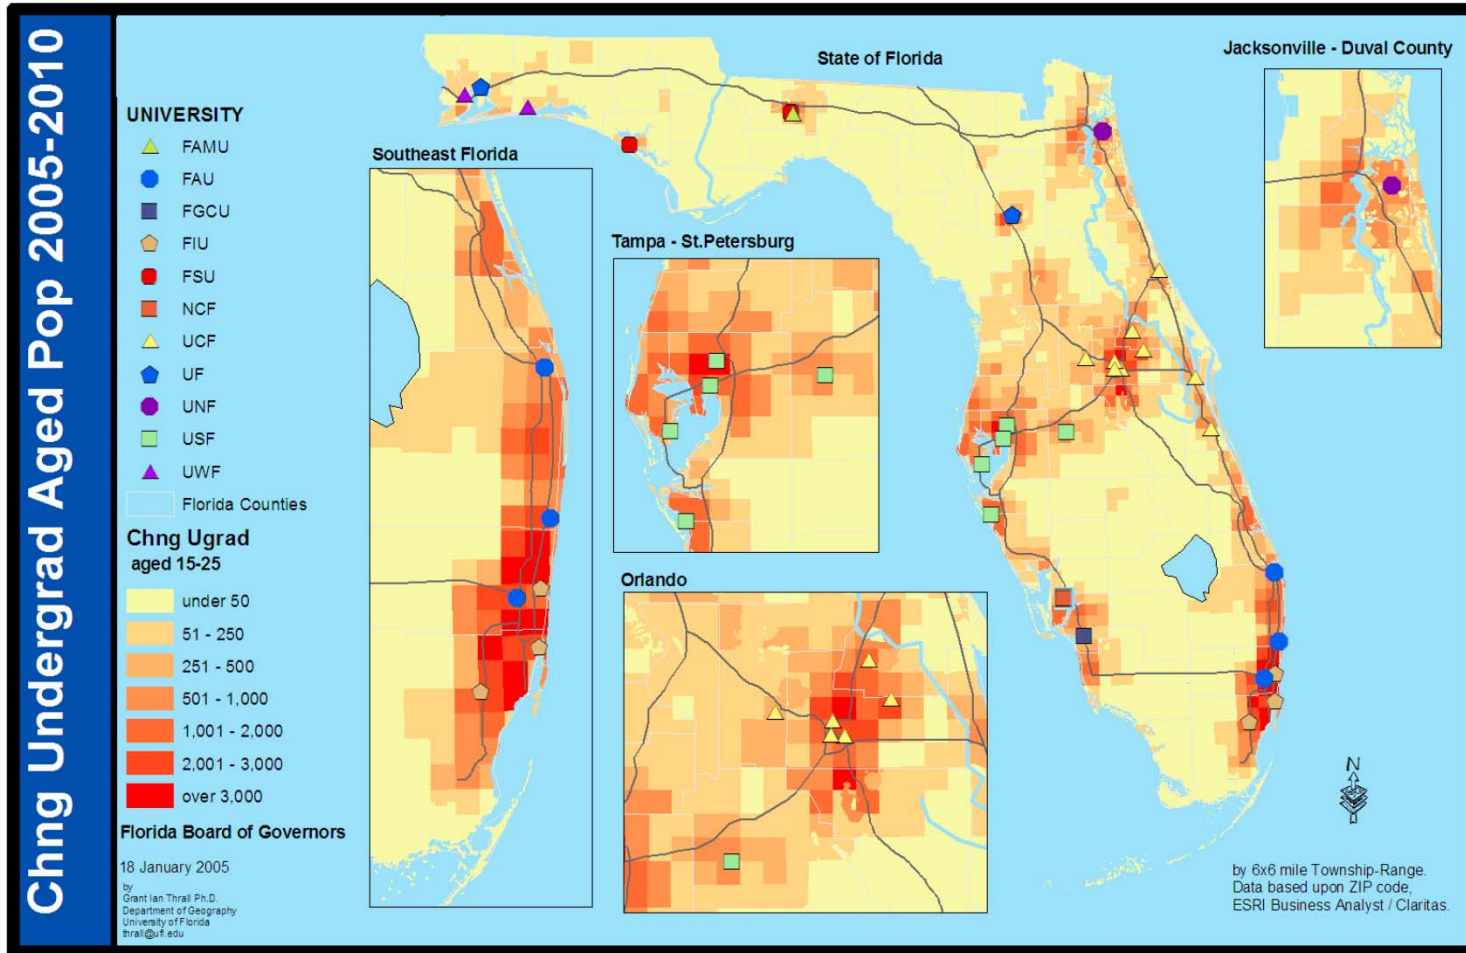 Chng Undergrad Aged Pop 2005-2010
State of Florida
Jacksonville - Duval County
UNIVERSITY
FAMU
FAU
FGCU
FIU
FSU
NCF
UCF
UF
UNF
USF
UWF
Florida Counties
Chng Ugrad
aged 15-25
under 50
51 - 250
251 - 500
501 - 1,000
1,001 - 2,000
2,001 - 3,000
over 3,000
Florida Board of Governors
18 January 2005
by
Grant Ian Thrall Ph.D.
Department of Geography
University of Florida
thrall@ufl.edu
Southeast Florida
Tampa - St.Petersburg
Orlando
N
by 6x6 mile Township-Range.
Data based upon ZIP code,
ESRI Business Analyst / Claritas.